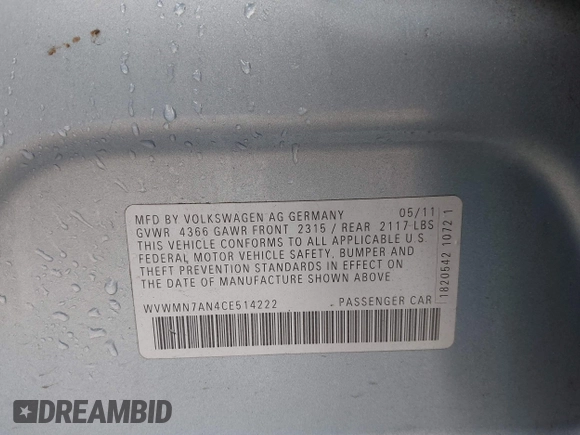 MFD BY VOLKSWAGEN AG GERMANY 05/11
GVWR 4366 GAWR FRONT 2315 / REAR 2117 LBS
THIS VEHICLE CONFORMS TO ALL APPLICABLE U S
FEDERAL MOTOR VEHICLE SAFETY. BUMPER AND
THEFT PREVENTION STANDARDS IN EFFECT ON
THE DATE OF MANUFACTURE SHOWN ABOVE.
WVWMN7AN4CE514222 PASSENGER CAR
1820542 10721
DREAMBID